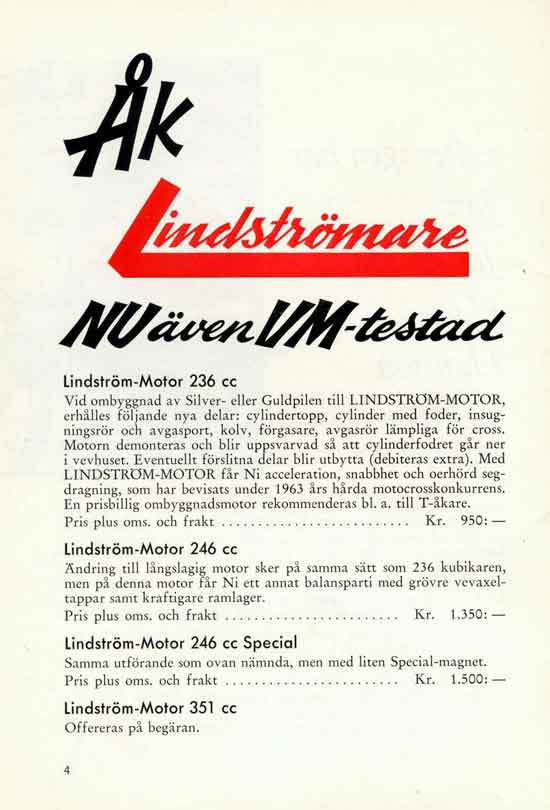 Åk
Lindströmare
NU även VM-testad
Lindström-Motor 236 cc
Vid ombyggnad av Silver- eller Guldpilen till LINDSTRÖM-MOTOR,
erhålles följande nya delar: cylindertopp, cylinder med foder, insug-
ningsrör och avgasport, kolv, förgasare, avgasrör lämpliga för cross.
Motorn demonteras och blir uppsvarvad så att cylinderfodret går ner
i vevhuset. Eventuellt förslitna delar blir utbytta (debiteras extra). Med
LINDSTRÖM-MOTOR får Ni acceleration, snabbhet och oerhörd seg-
dragning, som har bevisats under 1963 års hårda motocrosskonkurrens.
En prisbillig ombyggnadsmotor rekommenderas bl. a. till T-åkare.
Pris plus oms. och frakt . . . . . . . . . . . . . . . . . . . . . . . . . Kr. 950: —
Lindström-Motor 246 cc
Ändring till långslagig motor sker på samma sätt som 236 kubikaren,
men på denna motor får Ni ett annat balansparti med grövre vevaxel-
tappar samt kraftigare ramlager.
Pris plus oms. och frakt . . . . . . . . . . . . . . . . . . . . . . . . Kr. 1.350: —
Lindström-Motor 246 cc Special
Samma utförande som ovan nämnda, men med liten Special-magnet.
Pris plus oms. och frakt . . . . . . . . . . . . . . . . . . . . . . . . Kr. 1.500: —
Lindström-Motor 351 cc
Offereras på begäran.
4